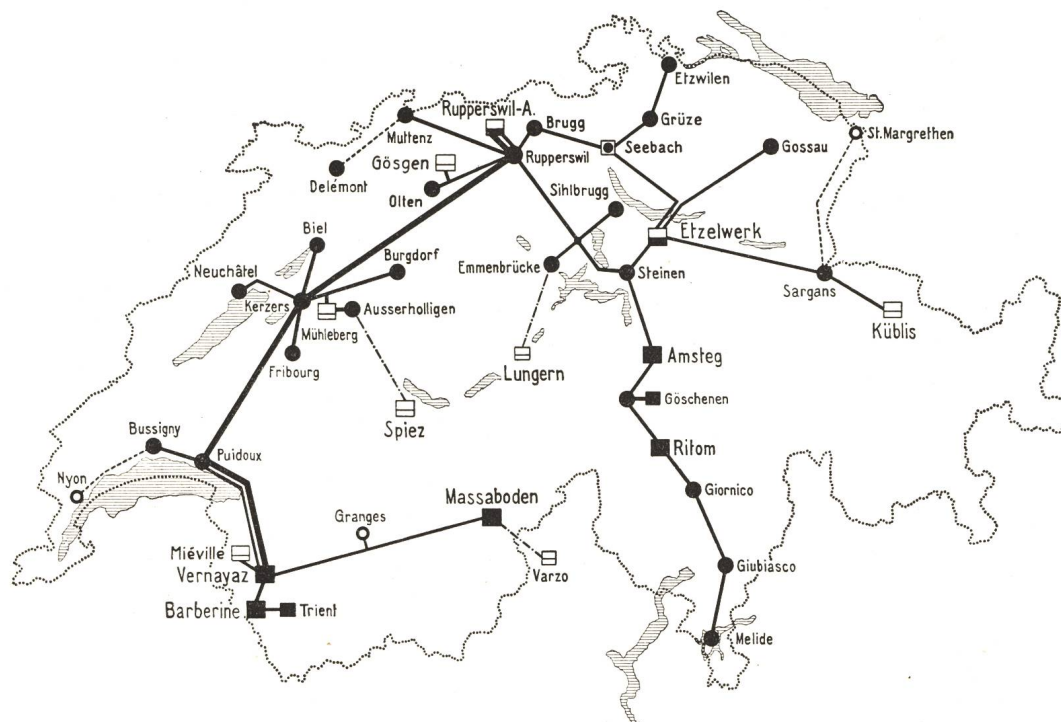 Etzwilen
Rupperswil-A.
Brugg
Muttenz
Grüze
St. Margrethen
Gösgen
Rupperswil
Seebach
Gossau
Delémont
Olten
Sihlbrugg
Biel
Etzelwerk
Burgdorf
Neuchâtel
Emmenbrücke
Steinen
Sargans
Kerzers
Mühleberg
Ausserholligen
Küblis
Fribourg
Lungern
Amsteg
Spiez
Göschenen
Bussigny
Puidoux
Ritom
Nyon
Giornico
Massaboden
Granges
Miéville
Varzo
Vernayaz
Giubiasco
Barberine
Trient
Melide